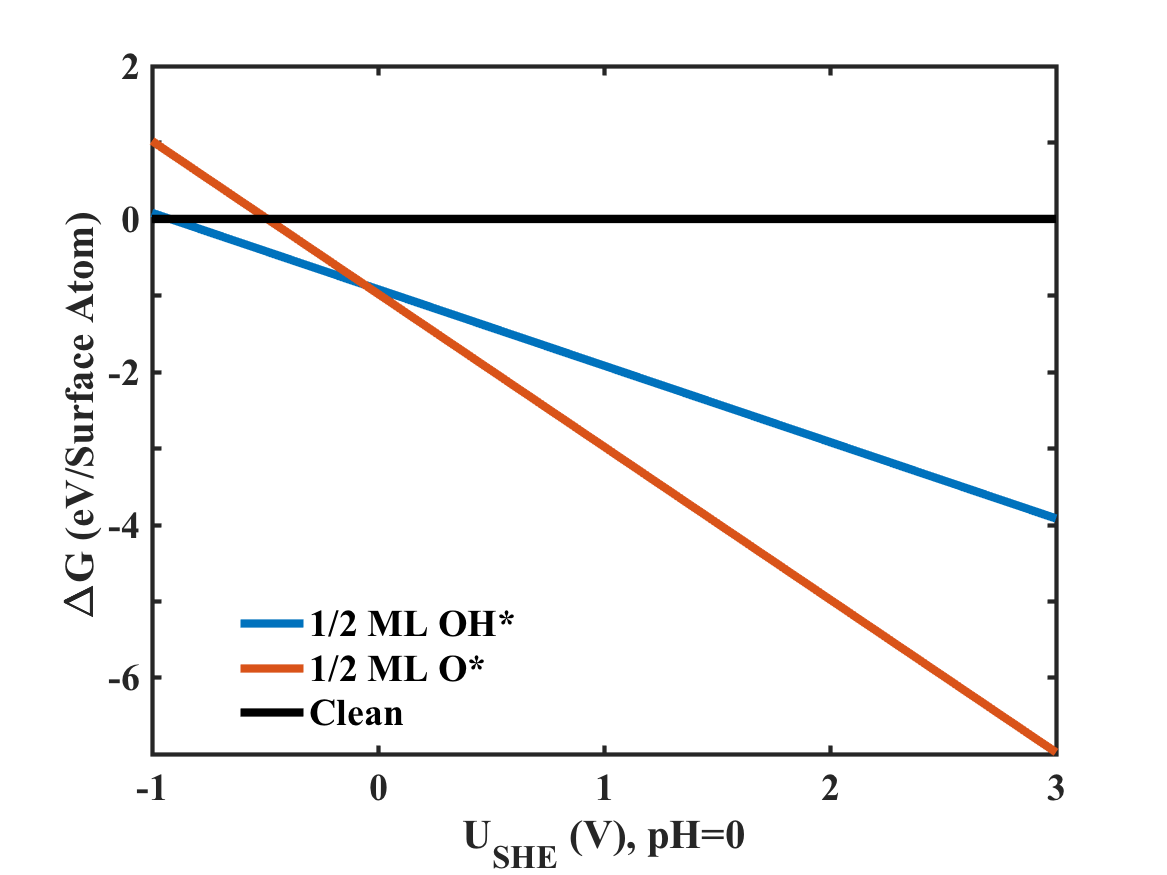 2
0
-2
-4
-6
ΔG (eV/Surface Atom)
1/2 ML OH*
1/2 ML O*
Clean
-1 0 1 2 3
U_SHE (V), pH=0